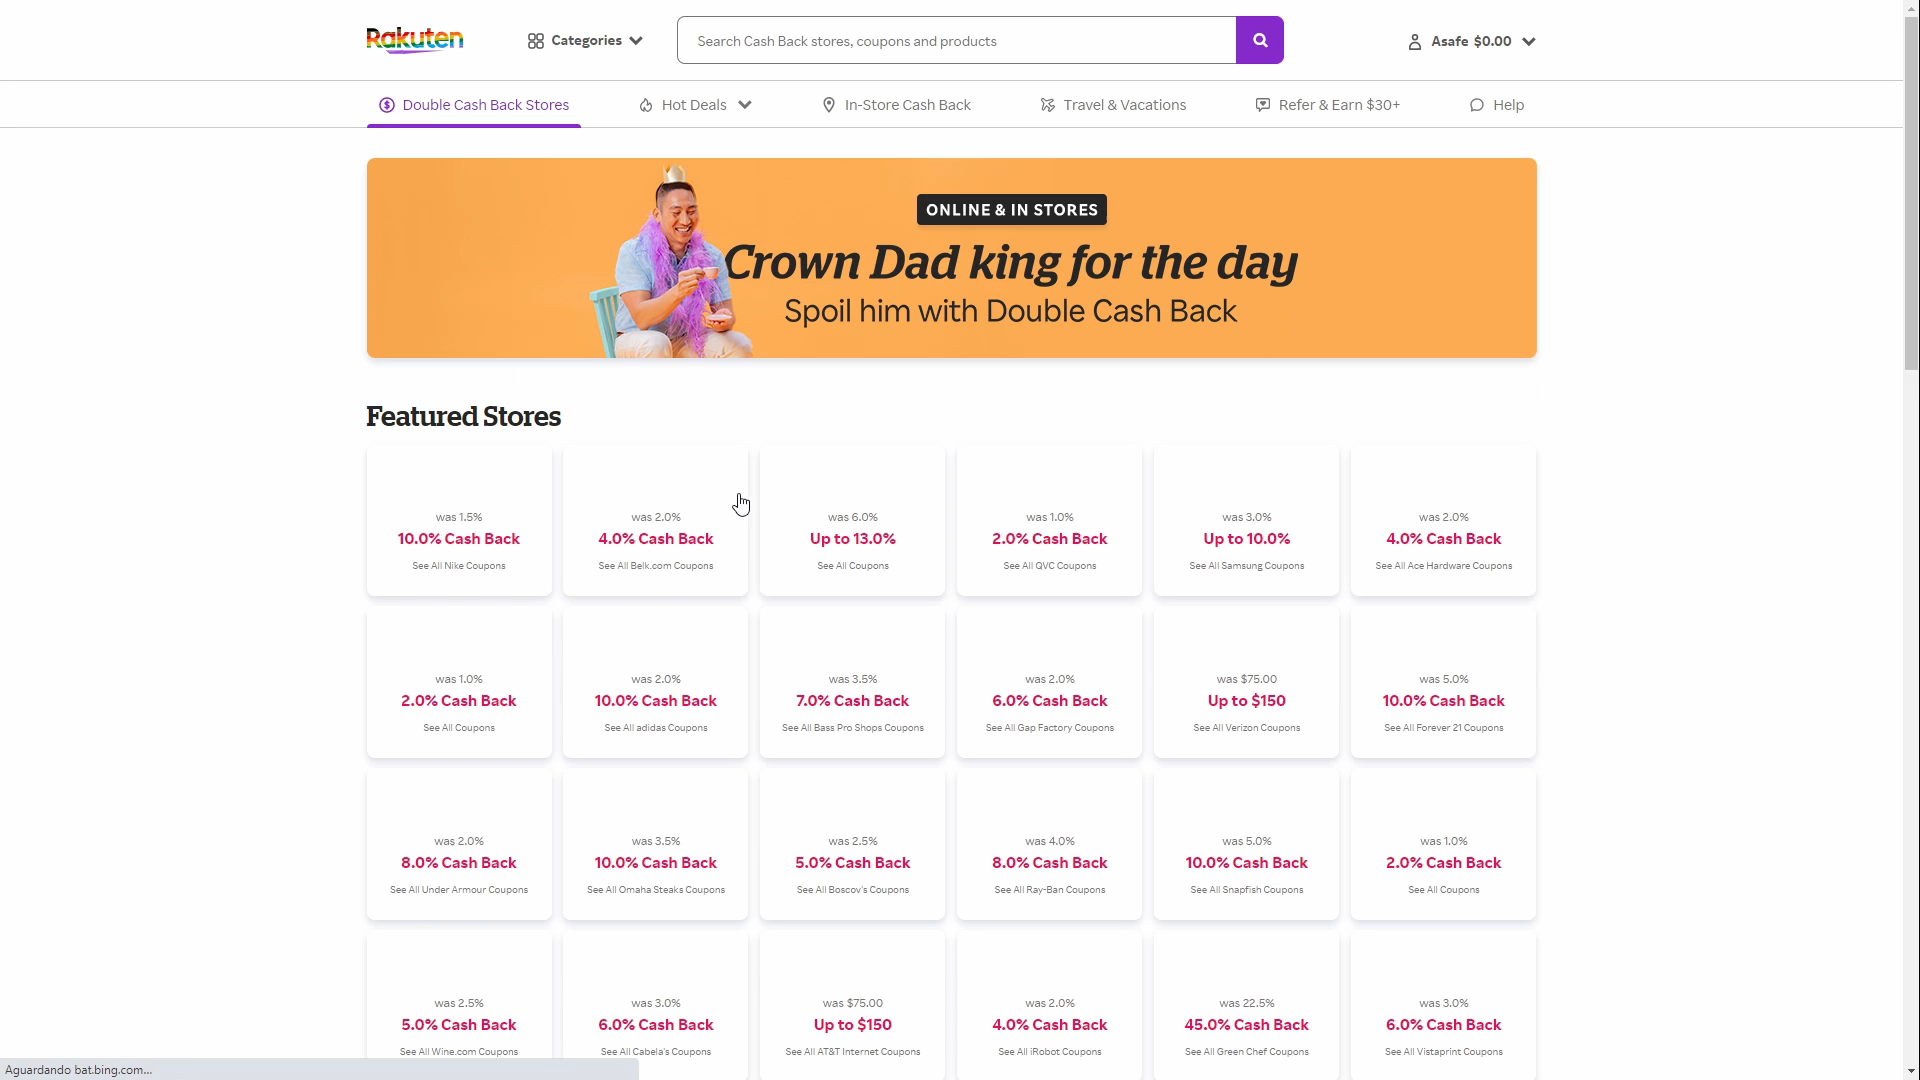 Rakuten
Categories
Search Cash Back stores, coupons and products
Asafe $0.00
Double Cash Back Stores
Hot Deals
In-Store Cash Back
Travel & Vacations
Refer & Earn $30+
Help
ONLINE & IN STORES
Crown Dad king for the day
Spoil him with Double Cash Back
Featured Stores
was 1.5%
10.0% Cash Back
See All Nike Coupons
was 2.0%
4.0% Cash Back
See All Belk.com Coupons
was 6.0%
Up to 13.0%
See All Coupons
was 1.0%
2.0% Cash Back
See All QVC Coupons
was 3.0%
Up to 10.0%
See All Samsung Coupons
was 2.0%
4.0% Cash Back
See All Ace Hardware Coupons
was 1.0%
2.0% Cash Back
See All Coupons
was 2.0%
10.0% Cash Back
See All adidas Coupons
was 3.5%
7.0% Cash Back
See All Bass Pro Shops Coupons
was 2.0%
6.0% Cash Back
See All Gap Factory Coupons
was $75.00
Up to $150
See All Verizon Coupons
was 5.0%
10.0% Cash Back
See All Forever 21 Coupons
was 2.0%
8.0% Cash Back
See All Under Armour Coupons
was 3.5%
10.0% Cash Back
See All Omaha Steaks Coupons
was 2.5%
5.0% Cash Back
See All Boscov's Coupons
was 4.0%
8.0% Cash Back
See All Ray-Ban Coupons
was 5.0%
10.0% Cash Back
See All Snapfish Coupons
was 1.0%
2.0% Cash Back
See All Coupons
was 2.5%
5.0% Cash Back
See All Wine.com Coupons
was 3.0%
6.0% Cash Back
See All Cabela's Coupons
was $75.00
Up to $150
See All AT&T Internet Coupons
was 2.0%
4.0% Cash Back
See All iRobot Coupons
was 22.5%
45.0% Cash Back
See All Green Chef Coupons
was 3.0%
6.0% Cash Back
See All Vistaprint Coupons
Aguardando bat.bing.com...